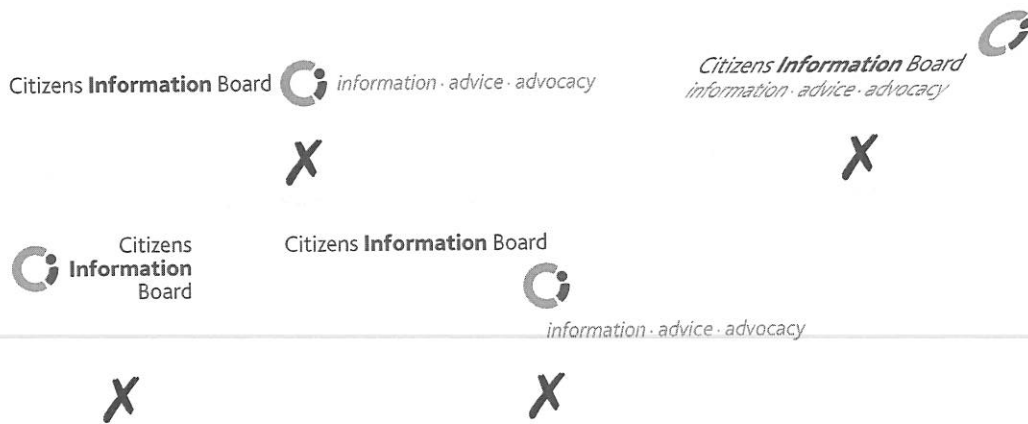 Citizens Information Board information · advice · advocacy
Citizens Information Board
information · advice · advocacy
X
X
Citizens
Information
Board
Citizens Information Board
information · advice · advocacy
X
X